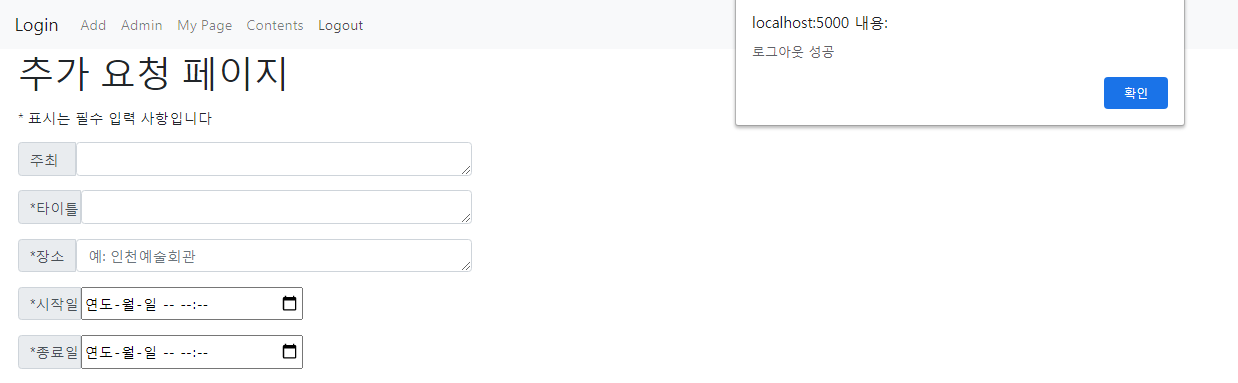 Login Add Admin My Page Contents Logout
localhost:5000 내용:
로그아웃 성공
확인
추가 요청 페이지
* 표시는 필수 입력 사항입니다
주최
*타이틀
*장소 예: 인천예술회관
*시작일 연도-월-일 -- --:--
*종료일 연도-월-일 -- --:--